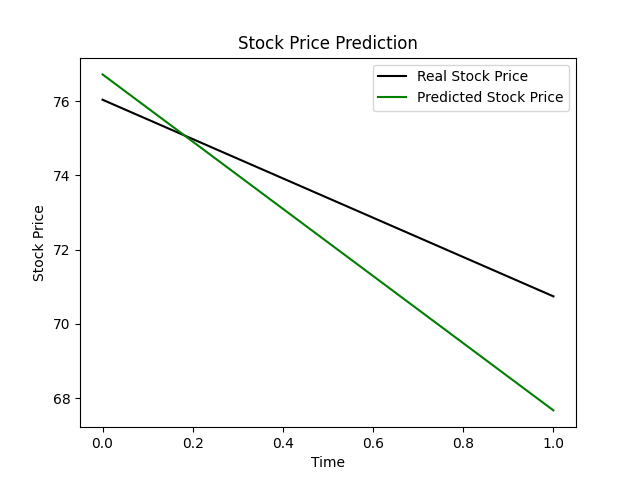 Stock Price Prediction
Real Stock Price
Predicted Stock Price
Stock Price
76
74
72
70
68
0.0 0.2 0.4 0.6 0.8 1.0
Time